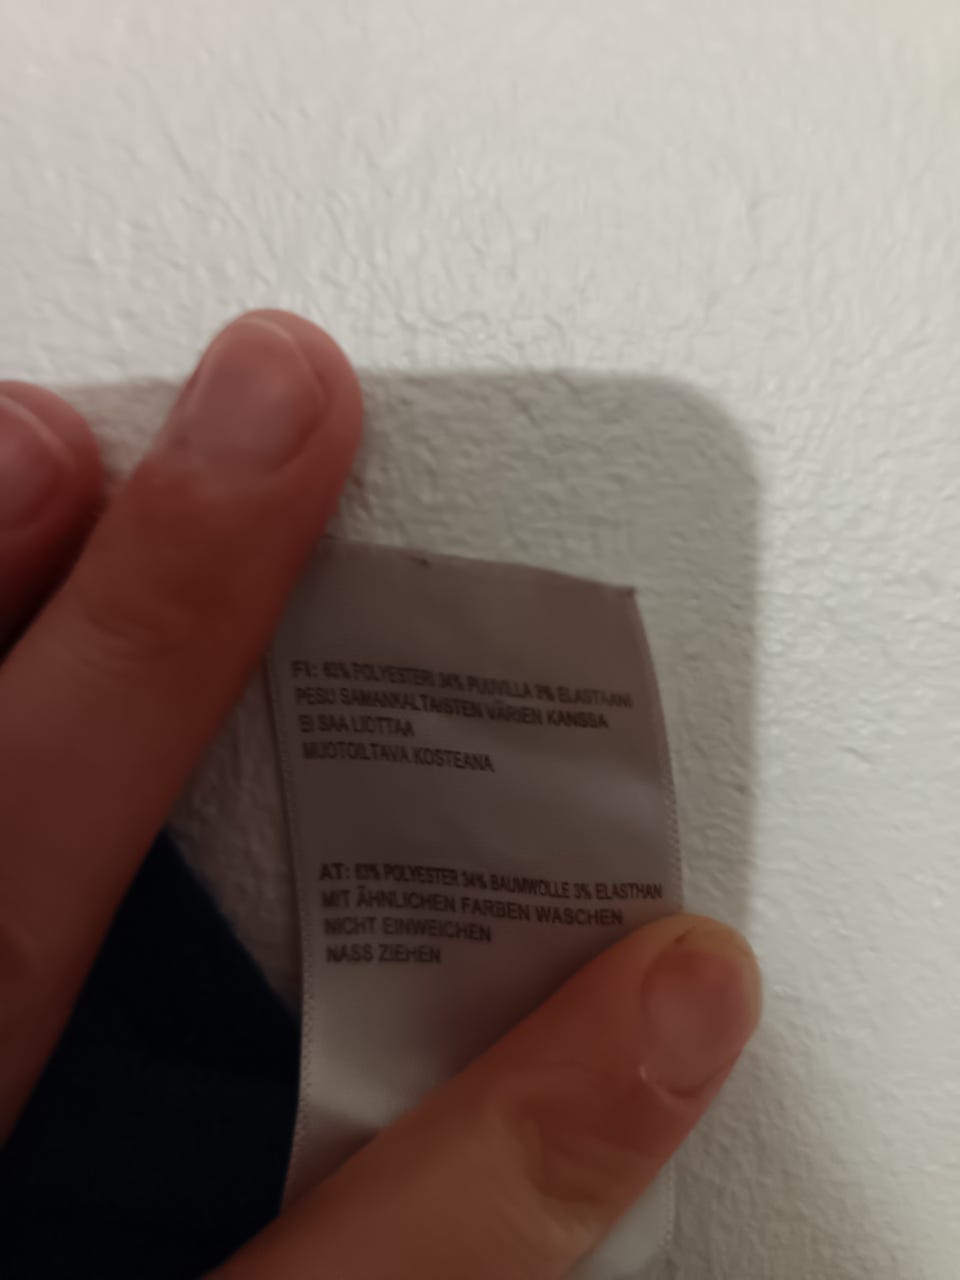 FI: 63% POLYESTERI 34% PUUVILLA 3% ELASTAANI
PESU SAMANKALTAISTEN VÄRIEN KANSSA
EI SAA LIOTTAA
MUOTOILTAVA KOSTEANA
AT: 63% POLYESTER 34% BAUMWOLLE 3% ELASTHAN
MIT ÄHNLICHEN FARBEN WASCHEN
NICHT EINWEICHEN
NASS ZIEHEN